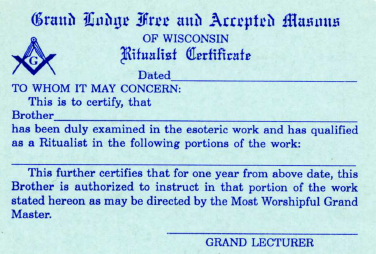 Grand Lodge Free and Accepted Masons
OF WISCONSIN
Ritualist Certificate
G
Dated
TO WHOM IT MAY CONCERN:
This is to certify, that
Brother
has been duly examined in the esoteric work and has qualified
as a Ritualist in the following portions of the work:
This further certifies that for one year from above date, this
Brother is authorized to instruct in that portion of the work
stated hereon as may be directed by the Most Worshipful Grand
Master.
GRAND LECTURER